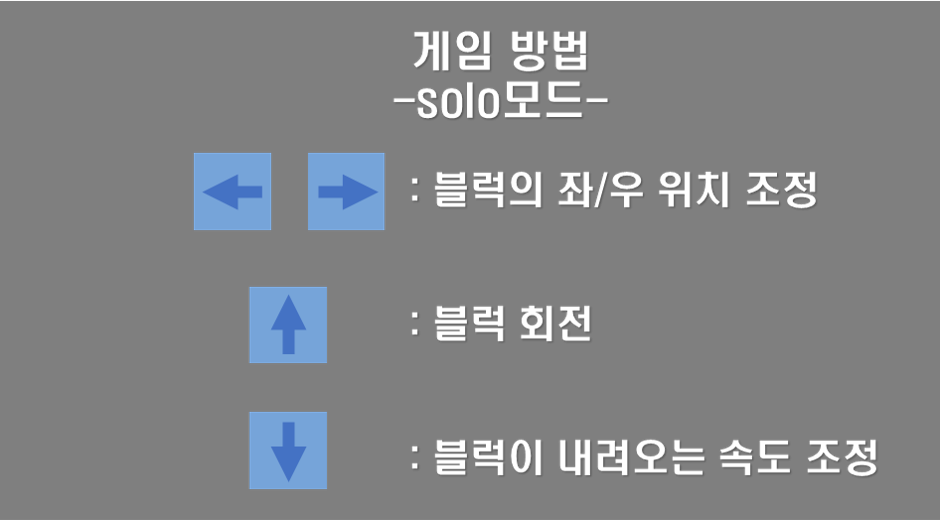 게임 방법
-solo모드-
: 블럭의 좌/우 위치 조정
: 블럭 회전
: 블럭이 내려오는 속도 조정